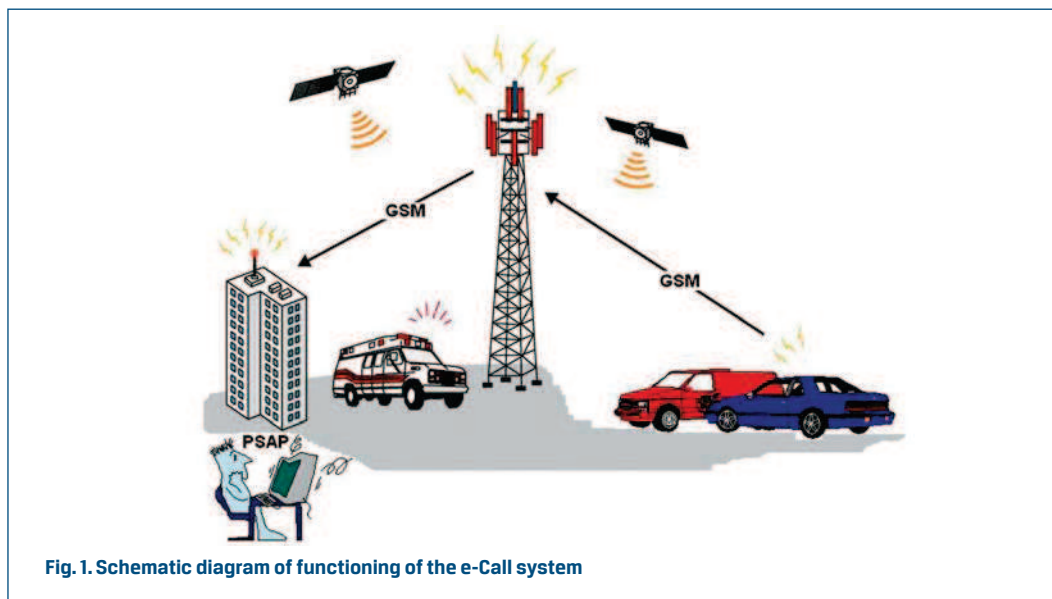 GSM
GSM
PSAP
Fig. 1. Schematic diagram of functioning of the e-Call system